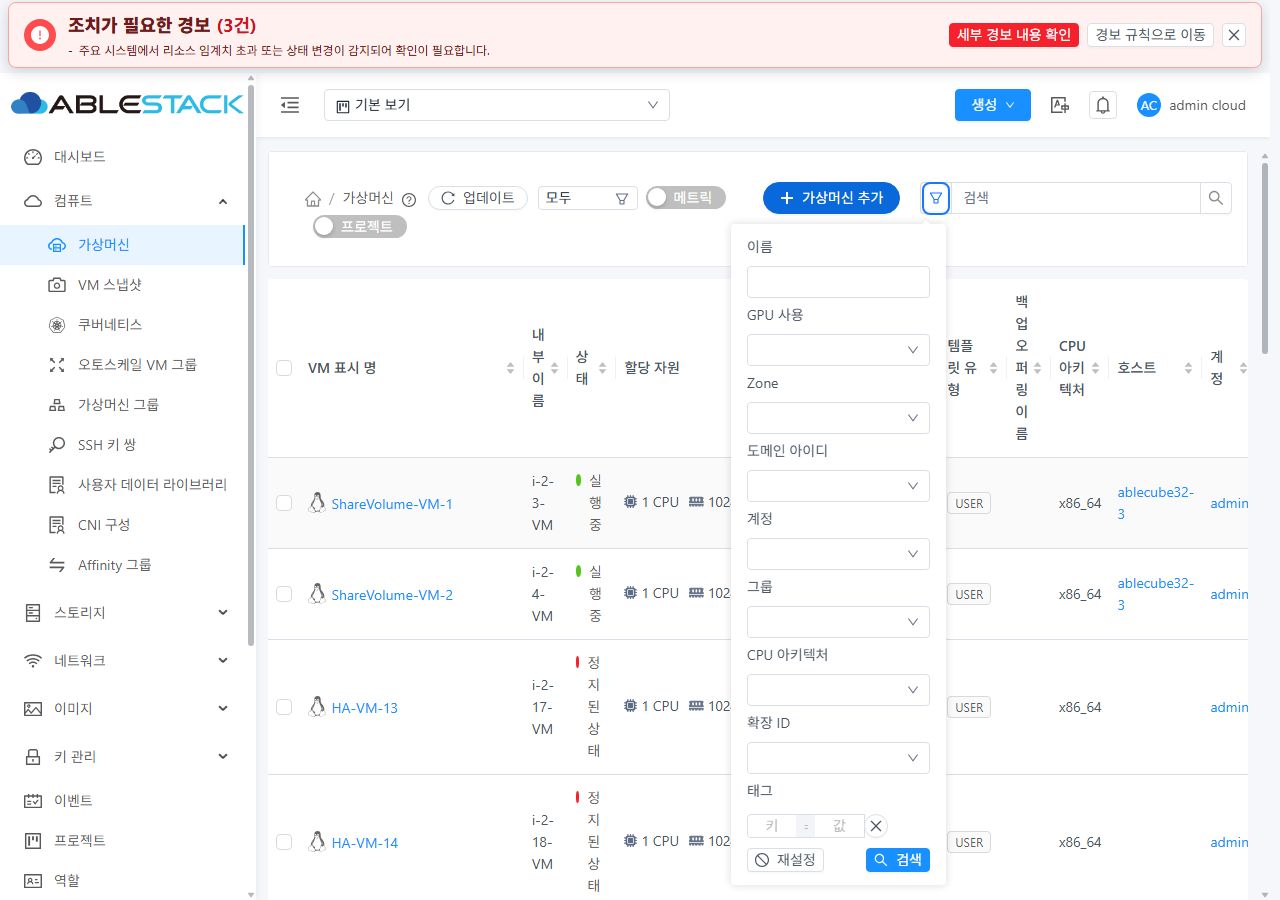 조치가 필요한 경보 (3건)
- 주요 시스템에서 리소스 임계치 초과 또는 상태 변경이 감지되어 확인이 필요합니다.
세부 경보 내용 확인
경보 규칙으로 이동
ABLESTACK
기본 보기
생성
AC
admin cloud
대시보드
컴퓨트
가상머신
VM 스냅샷
쿠버네티스
오토스케일 VM 그룹
가상머신 그룹
SSH 키 쌍
사용자 데이터 라이브러리
CNI 구성
Affinity 그룹
스토리지
네트워크
이미지
키 관리
이벤트
프로젝트
역할
/ 가상머신
업데이트
모두
메트릭
프로젝트
가상머신 추가
검색
이름
GPU 사용
Zone
도메인 아이디
계정
그룹
CPU 아키텍처
확장 ID
태그
키 = 값
재설정
검색
VM 표시 명
내부 이름
상태
할당 자원
템플릿 유형
백업 오퍼링 이름
CPU 아키텍처
호스트
계정
ShareVolume-VM-1
i-2-3-VM
실행 중
1 CPU
102
USER
x86_64
ablecube32-3
admin
ShareVolume-VM-2
i-2-4-VM
실행 중
1 CPU
102
USER
x86_64
ablecube32-3
admin
HA-VM-13
i-2-17-VM
정지된 상태
1 CPU
102
USER
x86_64
admin
HA-VM-14
i-2-18-VM
정지된 상태
1 CPU
102
USER
x86_64
admin